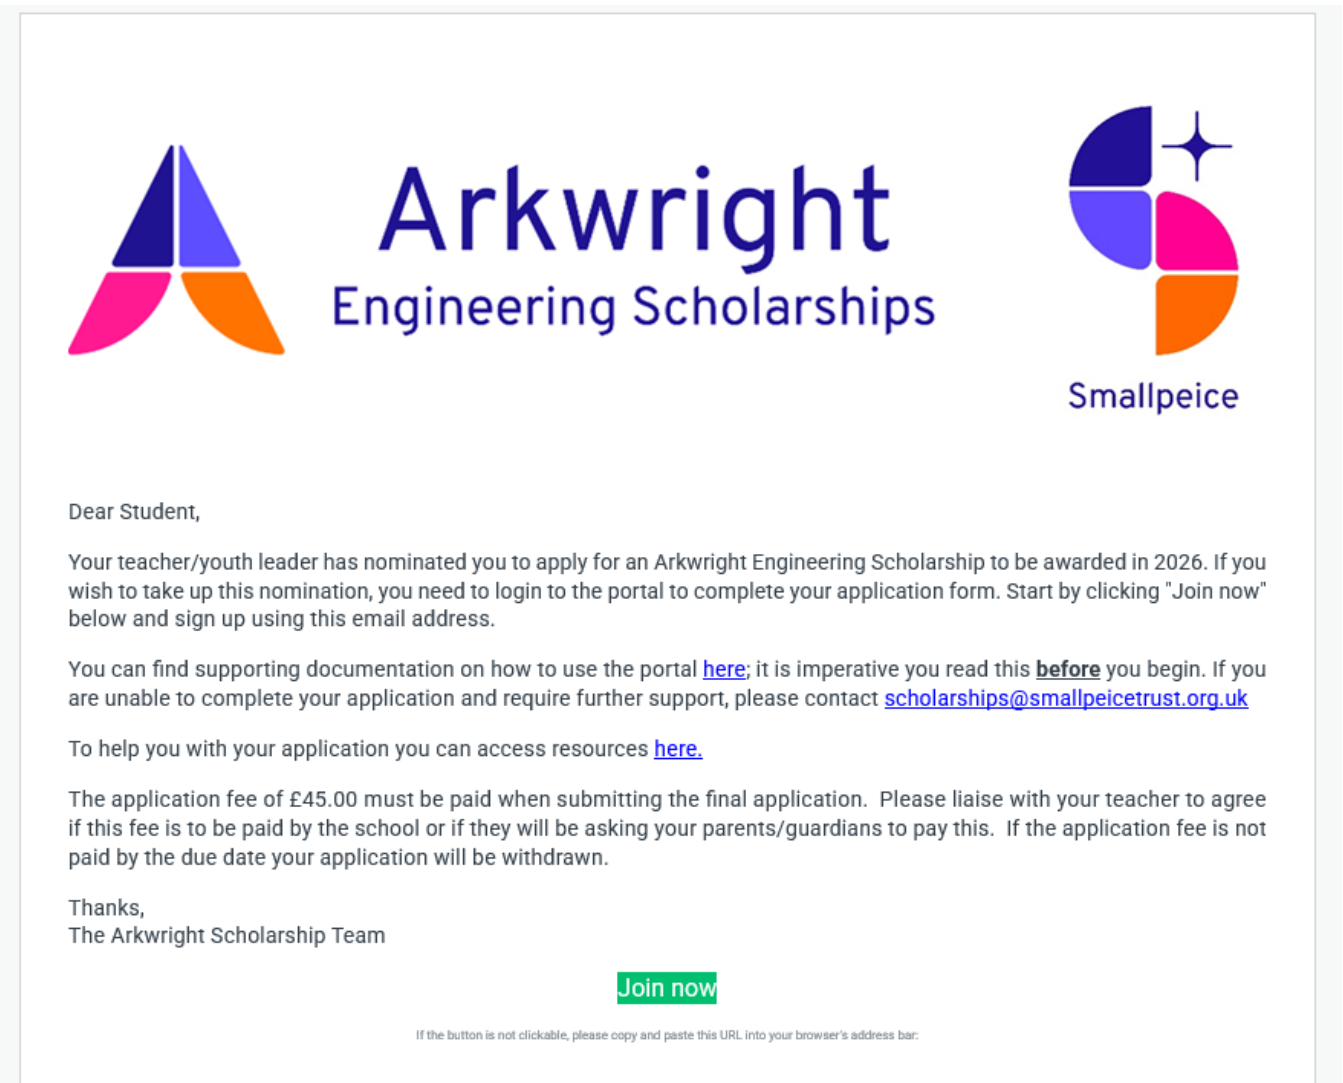 Arkwright
Engineering Scholarships
Smallpeice
Dear Student,
Your teacher/youth leader has nominated you to apply for an Arkwright Engineering Scholarship to be awarded in 2026. If you
wish to take up this nomination, you need to login to the portal to complete your application form. Start by clicking "Join now"
below and sign up using this email address.
You can find supporting documentation on how to use the portal here; it is imperative you read this before you begin. If you
are unable to complete your application and require further support, please contact scholarships@smallpeicetrust.org.uk
To help you with your application you can access resources here.
The application fee of £45.00 must be paid when submitting the final application.  Please liaise with your teacher to agree
if this fee is to be paid by the school or if they will be asking your parents/guardians to pay this.  If the application fee is not
paid by the due date your application will be withdrawn.
Thanks,
The Arkwright Scholarship Team
Join now
If the button is not clickable, please copy and paste this URL into your browser's address bar: